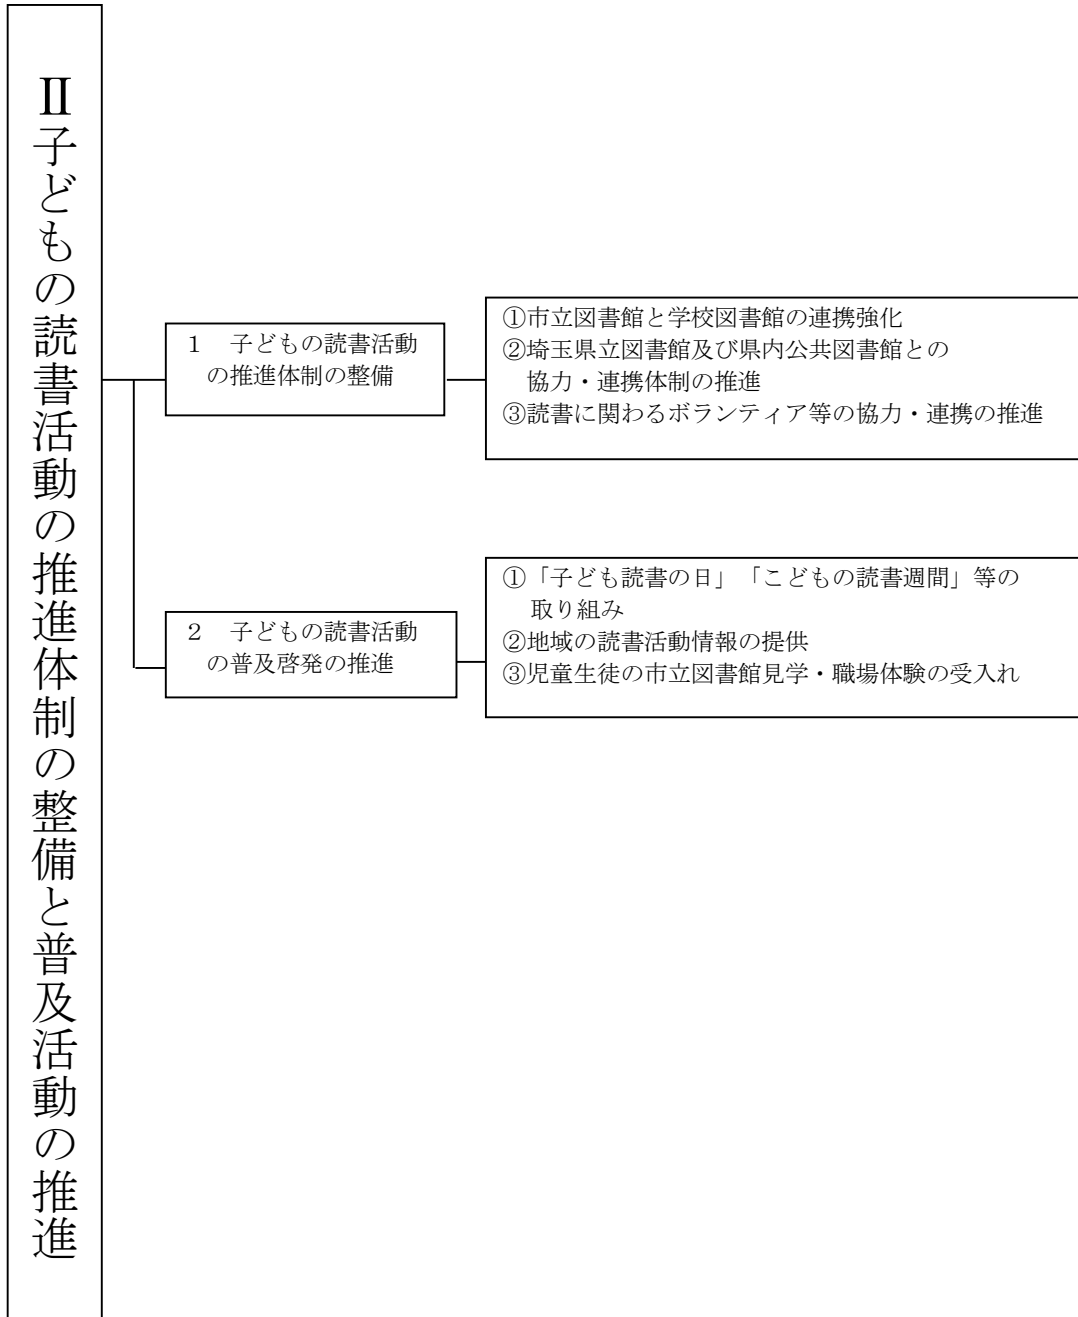 Ⅱ子どもの読書活動の推進体制の整備と普及活動の推進
1　子どもの読書活動
の推進体制の整備
①市立図書館と学校図書館の連携強化
②埼玉県立図書館及び県内公共図書館との
協力・連携体制の推進
③読書に関わるボランティア等の協力・連携の推進
2　子どもの読書活動
の普及啓発の推進
①「子ども読書の日」「こどもの読書週間」等の
取り組み
②地域の読書活動情報の提供
③児童生徒の市立図書館見学・職場体験の受入れ